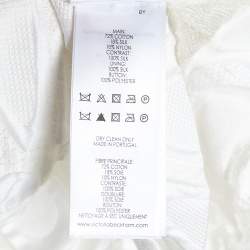 BY
MAIN:
72% COTTON
18% SILK
10% NYLON
CONTRAST:
100% SILK
LINING:
100% SILK
BUTTON:
100% POLYESTER
DRY CLEAN ONLY
MADE IN PORTUGAL
FIBRE PRINCIPALE:
72% COTON
18% SOIE
10% NYLON
CONTRASTE:
100% SOIE
DOUBLURE:
100% SOIE
BOUTON:
100% POLYESTER
NETTOYAGE À SEC UNIQUEMENT
www.victoriabeckham.com